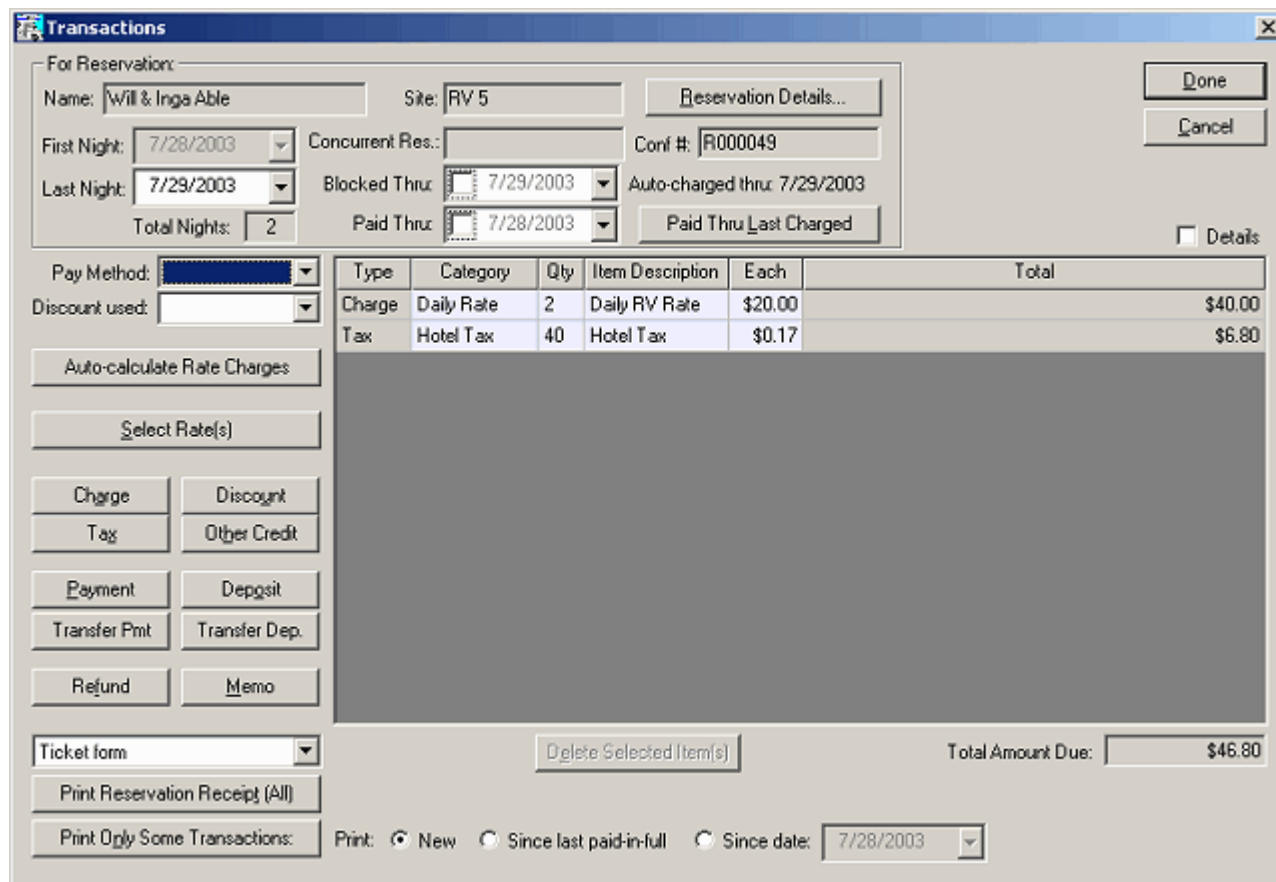 Transactions
For Reservation:
Name: Will & Inga Able Site: RV 5 Reservation Details... Done
First Night: 7/28/2003 Concurrent Res.: Conf #: R000049 Cancel
Last Night: 7/29/2003 Blocked Thru: 7/29/2003 Auto-charged thru: 7/29/2003
Total Nights: 2 Paid Thru: 7/28/2003 Paid Thru Last Charged Details
Pay Method: Type Category Qty Item Description Each Total
Discount used: Charge Daily Rate 2 Daily RV Rate $20.00 $40.00
Tax Hotel Tax 40 Hotel Tax $0.17 $6.80
Auto-calculate Rate Charges
Select Rate(s)
Charge Discount
Tax Other Credit
Payment Deposit
Transfer Pmt Transfer Dep.
Refund Memo
Ticket form Delete Selected Item(s) Total Amount Due: $46.80
Print Reservation Receipt (All)
Print Only Some Transactions: Print: New Since last paid-in-full Since date: 7/28/2003